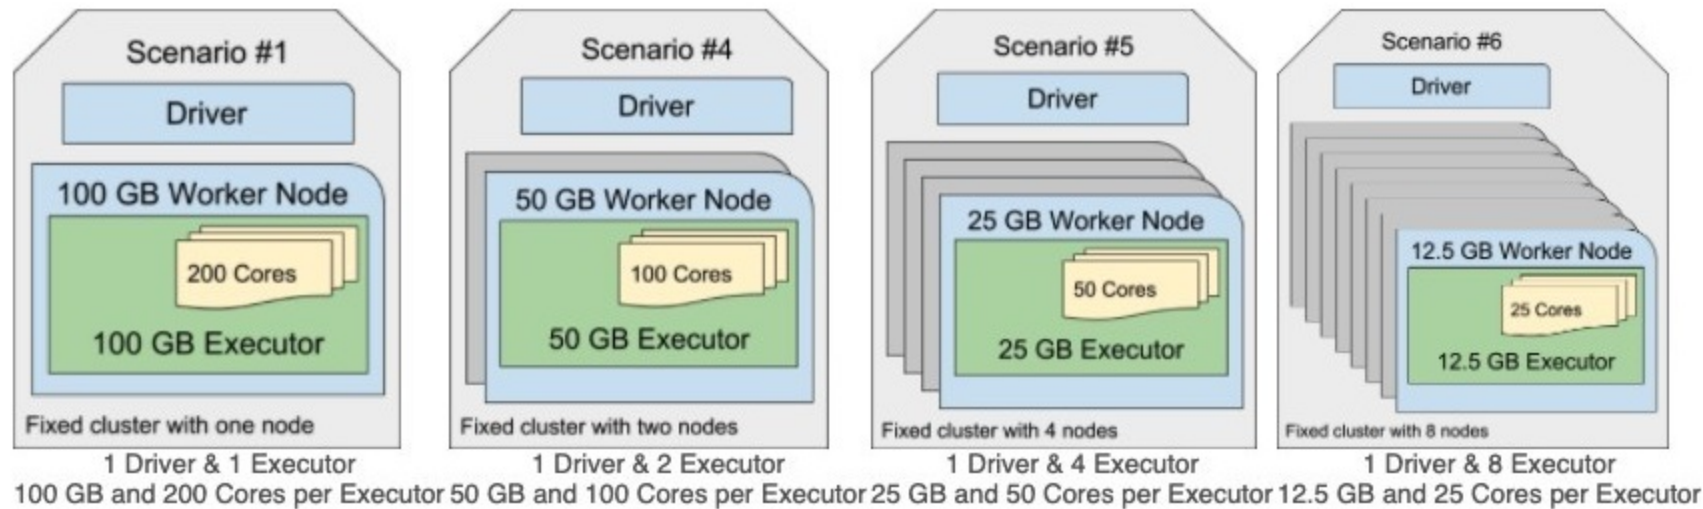 Scenario #1
Driver
100 GB Worker Node
200 Cores
100 GB Executor
Fixed cluster with one node
1 Driver & 1 Executor
100 GB and 200 Cores per Executor
Scenario #4
Driver
50 GB Worker Node
100 Cores
50 GB Executor
Fixed cluster with two nodes
1 Driver & 2 Executor
50 GB and 100 Cores per Executor
Scenario #5
Driver
25 GB Worker Node
50 Cores
25 GB Executor
Fixed cluster with 4 nodes
1 Driver & 4 Executor
25 GB and 50 Cores per Executor
Scenario #6
Driver
12.5 GB Worker Node
25 Cores
12.5 GB Executor
Fixed cluster with 8 nodes
1 Driver & 8 Executor
12.5 GB and 25 Cores per Executor